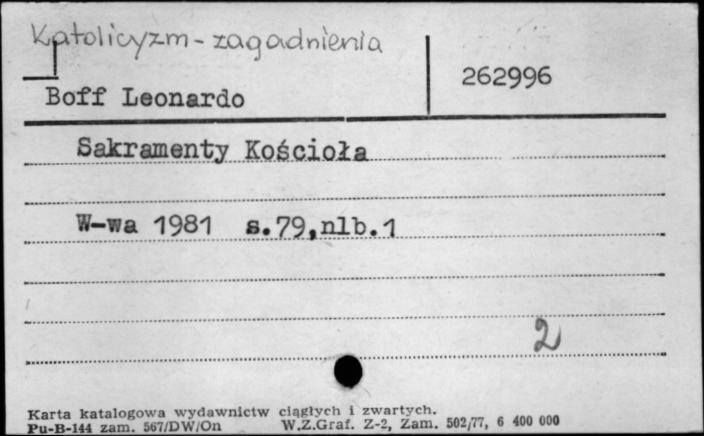 Katolicyzm - zagadnienia
262996
Boff Leonardo
Sakramenty Kościoła
W-wa 1981 s.79,nlb.1
2
Karta katalogowa wydawnictw ciągłych i zwartych.
Pu-B-144 zam. 567/DW/On W.Z.Graf. Z-2, Zam. 502/77, 6 400 000